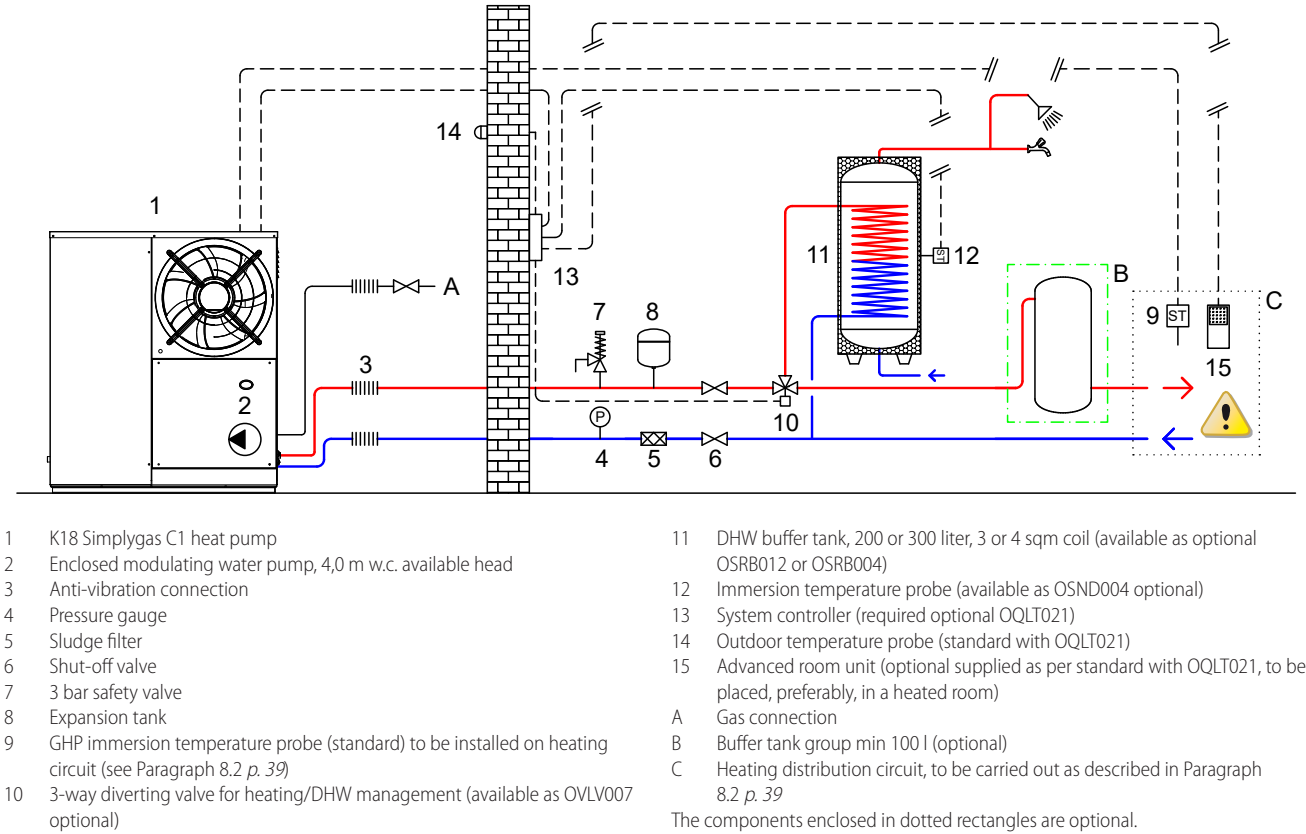 14
1
13
A
3
2
7
8
11
ST
12
10
4
P
5
6
B
C
9
ST
15
1 K18 Simplygas C1 heat pump
2 Enclosed modulating water pump, 4,0 m w.c. available head
3 Anti-vibration connection
4 Pressure gauge
5 Sludge filter
6 Shut-off valve
7 3 bar safety valve
8 Expansion tank
9 GHP immersion temperature probe (standard) to be installed on heating
circuit (see Paragraph 8.2 p. 39)
10 3-way diverting valve for heating/DHW management (available as OVLV007
optional)
11 DHW buffer tank, 200 or 300 liter, 3 or 4 sqm coil (available as optional
OSRB012 or OSRB004)
12 Immersion temperature probe (available as OSND004 optional)
13 System controller (required optional OQLT021)
14 Outdoor temperature probe (standard with OQLT021)
15 Advanced room unit (optional supplied as per standard with OQLT021, to be
placed, preferably, in a heated room)
A Gas connection
B Buffer tank group min 100 l (optional)
C Heating distribution circuit, to be carried out as described in Paragraph
8.2 p. 39
The components enclosed in dotted rectangles are optional.